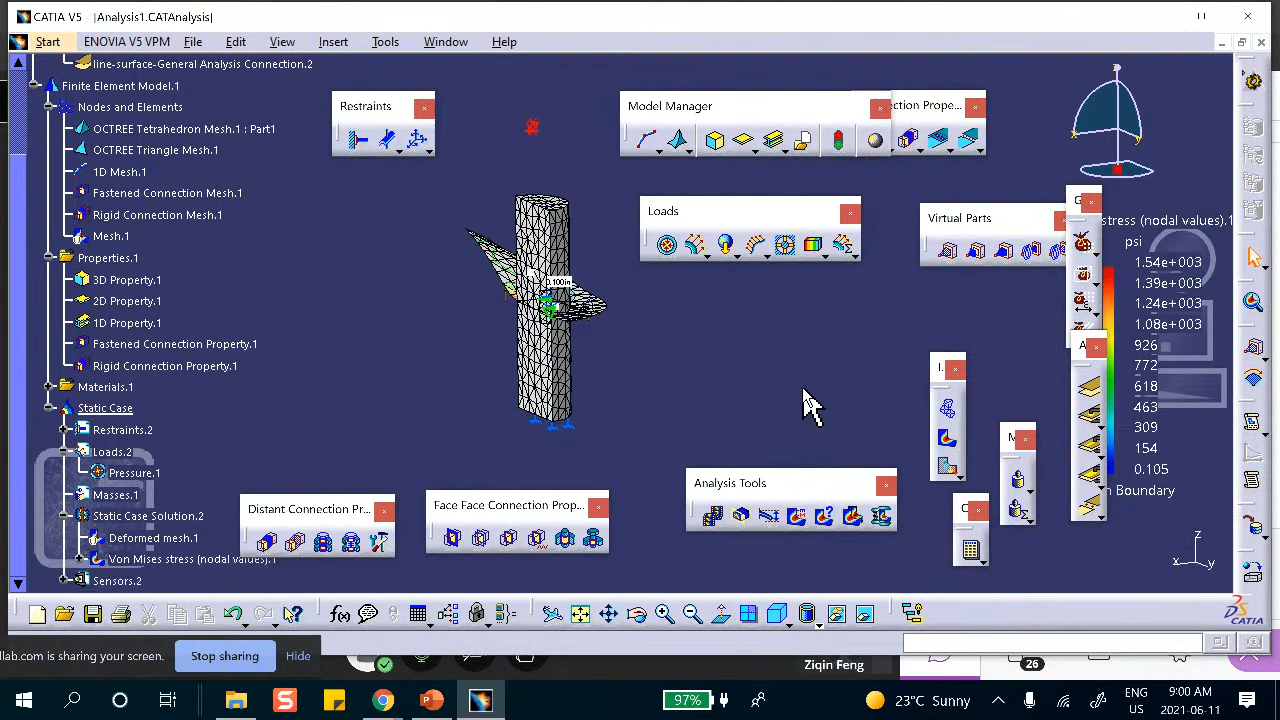 CATIA V5 - [Analysis1.CATAnalysis]
Start
ENOVIA V5 VPM
File
Edit
View
Insert
Tools
Window
Help
line-surface-General Analysis Connection.2
Finite Element Model.1
Nodes and Elements
OCTREE Tetrahedron Mesh.1 : Part1
OCTREE Triangle Mesh.1
1D Mesh.1
Fastened Connection Mesh.1
Rigid Connection Mesh.1
Mesh.1
Properties.1
3D Property.1
2D Property.1
1D Property.1
Fastened Connection Property.1
Rigid Connection Property.1
Materials.1
Static Case
Restraints.2
Loads.2
Pressure.1
Masses.1
Static Case Solution.2
Deformed mesh.1
Von Mises stress (nodal values).1
Sensors.2
Restraints
Model Manager
ction Prope...
Loads
Virtual Parts
G
A
I.
M
C
0.100in
Distant Connection Pr...
Face Face Connection Prop...
Analysis Tools
stress (nodal values).1
psi
1.54e+003
1.39e+003
1.24e+003
1.08e+003
926
772
618
463
309
154
0.105
n Boundary
z
x
y
CATIA
llab.com is sharing your screen.
Stop sharing
Hide
Ziqin Feng
26
97%
23°C Sunny
ENG
US
9:00 AM
2021-06-11